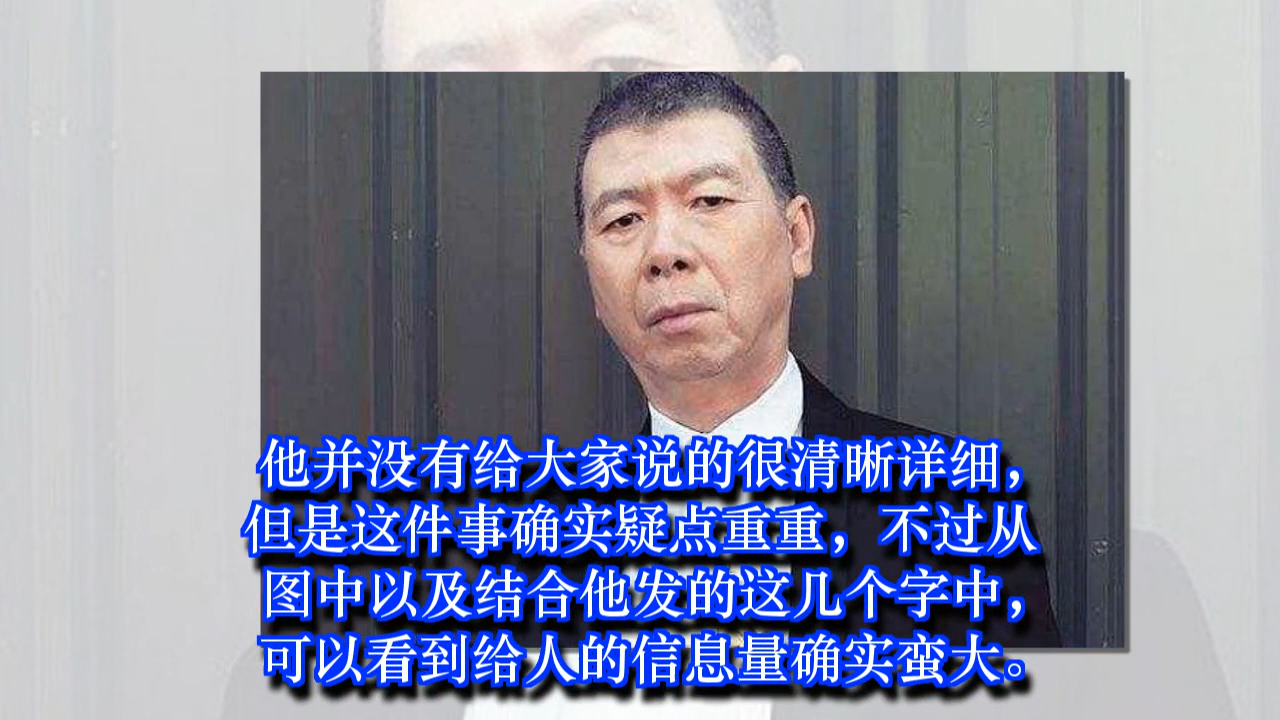 他并没有给大家说的很清晰详细，
但是这件事确实疑点重重，不过从
图中以及结合他发的这几个字中，
可以看到给人的信息量确实蛮大。